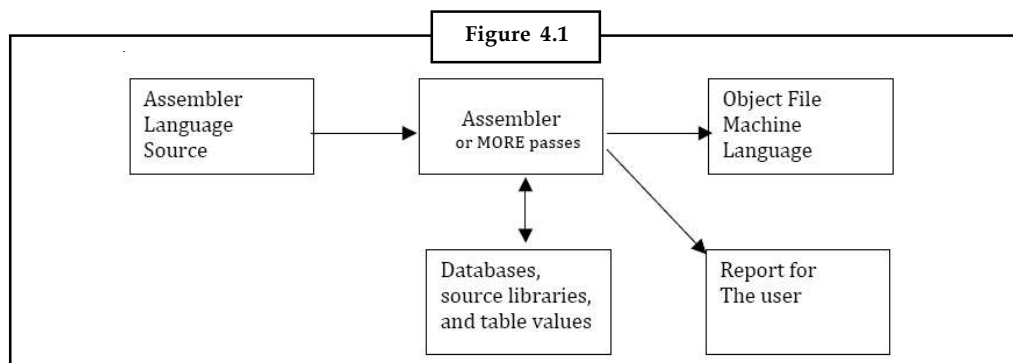 Figure 4.1
Assembler
Language
Source
Assembler
or MORE passes
Object File
Machine
Language
Databases,
source libraries,
and table values
Report for
The user